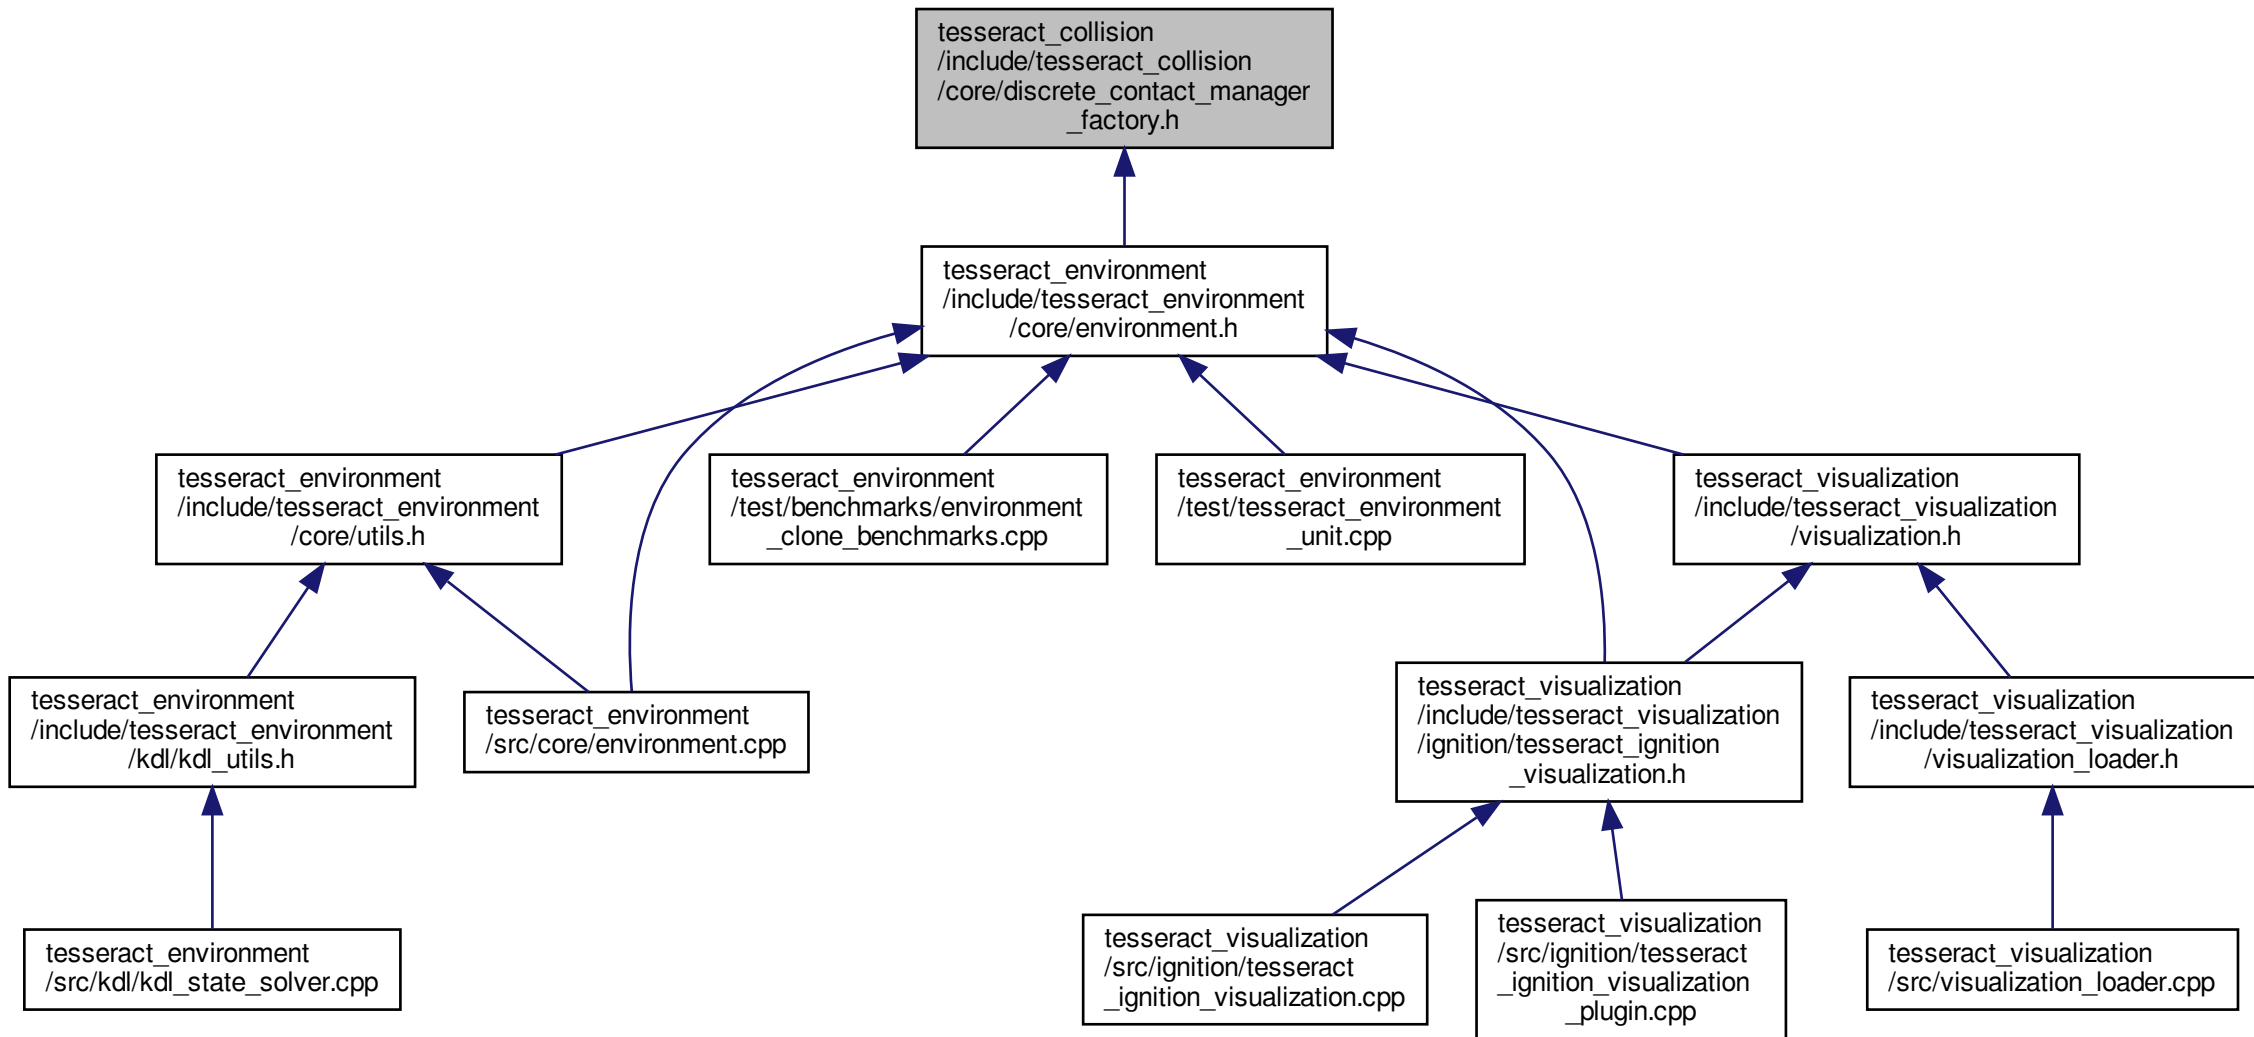 tesseract_collision
/include/tesseract_collision
/core/discrete_contact_manager
_factory.h
tesseract_environment
/include/tesseract_environment
/core/environment.h
tesseract_environment
/include/tesseract_environment
/core/utils.h
tesseract_environment
/test/benchmarks/environment
_clone_benchmarks.cpp
tesseract_environment
/test/tesseract_environment
_unit.cpp
tesseract_visualization
/include/tesseract_visualization
/visualization.h
tesseract_environment
/include/tesseract_environment
/kdl/kdl_utils.h
tesseract_environment
/src/core/environment.cpp
tesseract_visualization
/include/tesseract_visualization
/ignition/tesseract_ignition
_visualization.h
tesseract_visualization
/include/tesseract_visualization
/visualization_loader.h
tesseract_environment
/src/kdl/kdl_state_solver.cpp
tesseract_visualization
/src/ignition/tesseract
_ignition_visualization.cpp
tesseract_visualization
/src/ignition/tesseract
_ignition_visualization
_plugin.cpp
tesseract_visualization
/src/visualization_loader.cpp